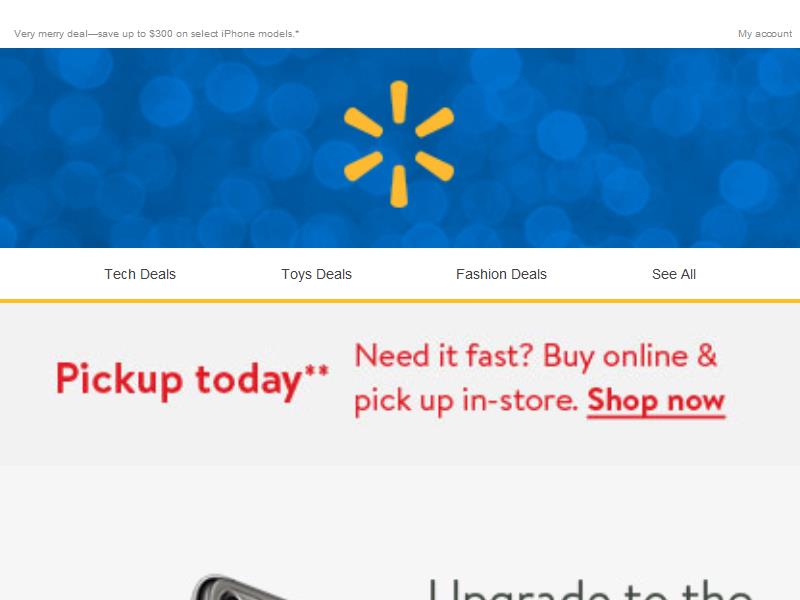 Very merry deal—save up to $300 on select iPhone models.*
My account
Tech Deals
Toys Deals
Fashion Deals
See All
Pickup today**
Need it fast? Buy online &
pick up in-store. Shop now
Upgrade to the